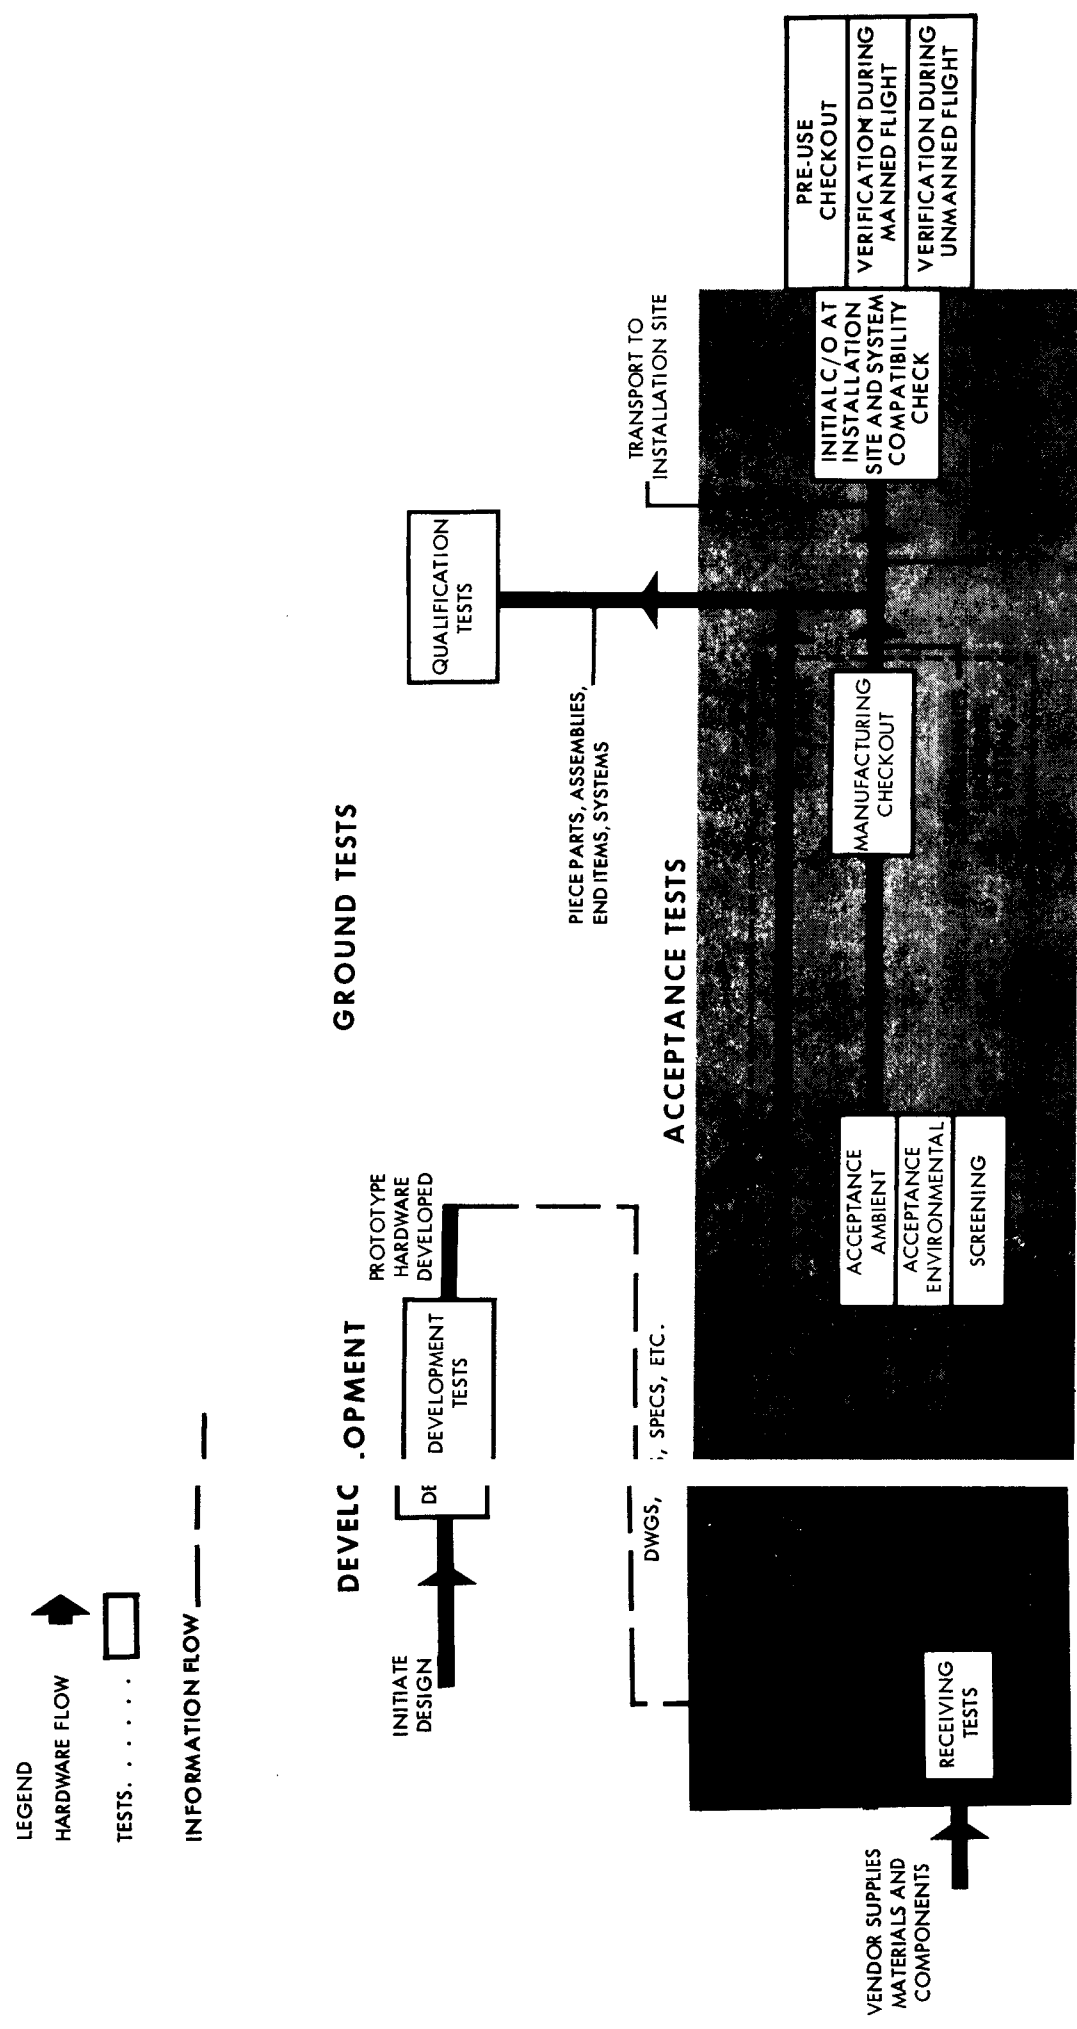 LEGEND
HARDWARE FLOW
TESTS. . . . . .
INFORMATION FLOW
DEVELC
.OPMENT
GROUND TESTS
INITIATE
DESIGN
DE
DEVELOPMENT
TESTS
PROTOTYPE
HARDWARE
DEVELOPED
QUALIFICATION
TESTS
PIECE PARTS, ASSEMBLIES,
END ITEMS, SYSTEMS
TRANSPORT TO
INSTALLATION SITE
DWGS,
, SPECS, ETC.
ACCEPTANCE TESTS
VENDOR SUPPLIES
MATERIALS AND
COMPONENTS
RECEIVING
TESTS
ACCEPTANCE
AMBIENT
ACCEPTANCE
ENVIRONMENTAL
SCREENING
MANUFACTURING
CHECKOUT
INITIAL C/O AT
INSTALLATION
SITE AND SYSTEM
COMPATIBILITY
CHECK
PRE-USE
CHECKOUT
VERIFICATION DURING
MANNED FLIGHT
VERIFICATION DURING
UNMANNED FLIGHT